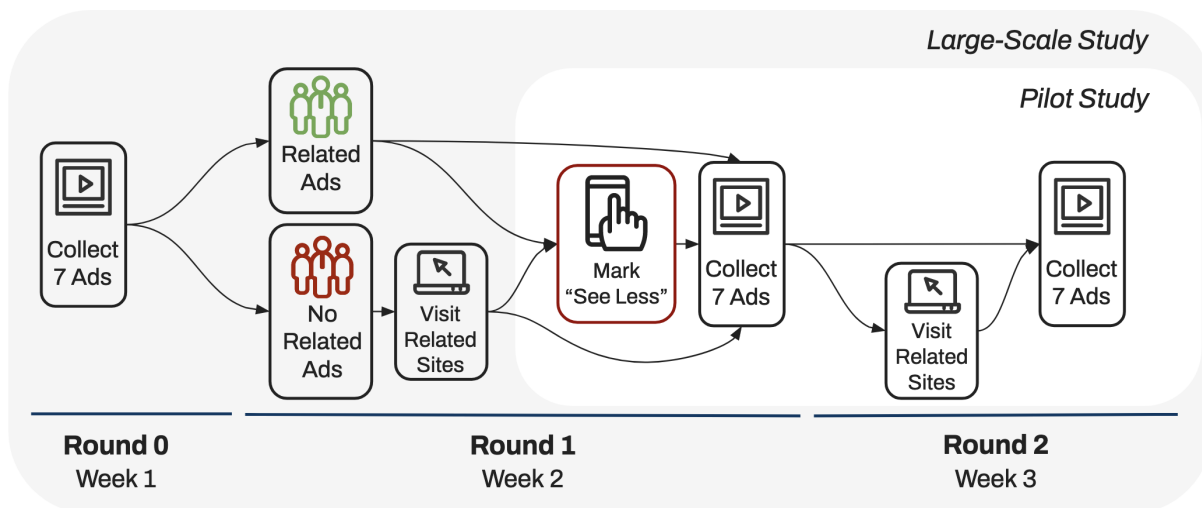 Large-Scale Study
Pilot Study
Collect
7 Ads
Related
Ads
No
Related
Ads
Visit
Related
Sites
Mark
“See Less”
Collect
7 Ads
Visit
Related
Sites
Collect
7 Ads
Round 0
Week 1
Round 1
Week 2
Round 2
Week 3